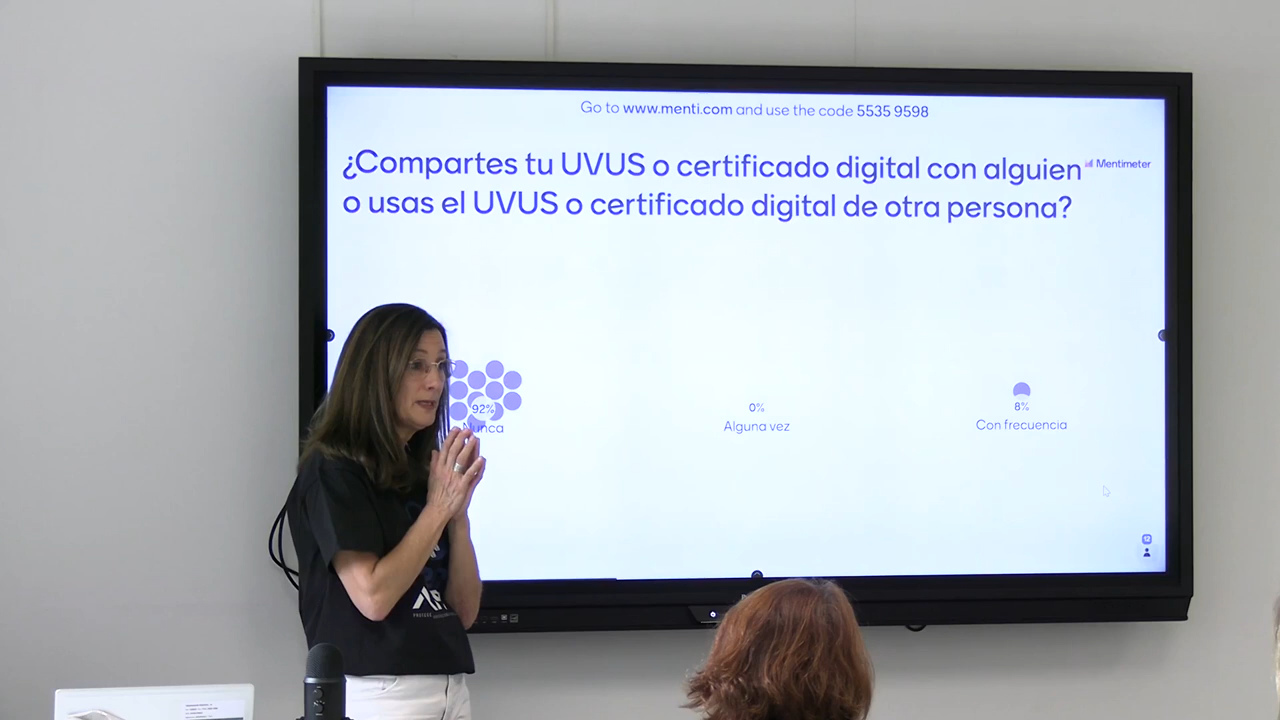 Go to www.menti.com and use the code 5535 9598
¿Compartes tu UVUS o certificado digital con alguien
o usas el UVUS o certificado digital de otra persona?
Mentimeter
92%
Nunca
0%
Alguna vez
8%
Con frecuencia
12